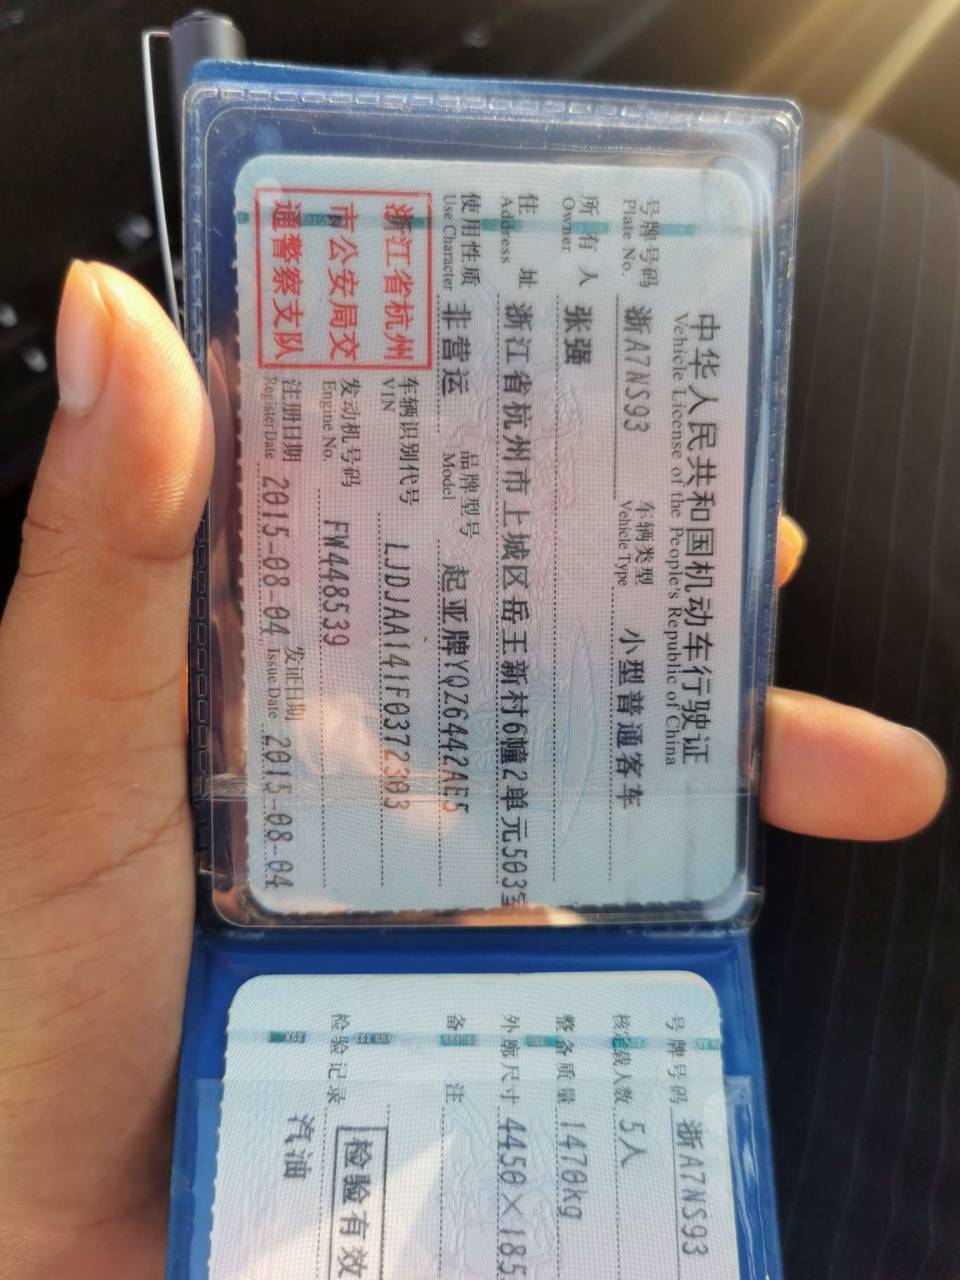 中华人民共和国机动车行驶证
Vehicle License of the People's Republic of China
号牌号码 浙A7NS93 车辆类型 小型普通客车
Plate No. Vehicle Type
所有人 张强
Owner
住址 浙江省杭州市上城区岳王新村6幢2单元503室
Address
使用性质 非营运 品牌型号 起亚牌YQZ6442AE5
Use Character Model
浙江省杭州
市公安局交
通警察支队
车辆识别代号 LJDJAA141F0372303
VIN
发动机号码 FW448539
Engine No.
注册日期 2015-08-04 发证日期 2015-08-04
Register Date Issue Date
号牌号码 浙A7NS93
核定载人数 5人
整备质量 1470kg
外廓尺寸 4450×185
备注
检验记录 检验有效
汽油